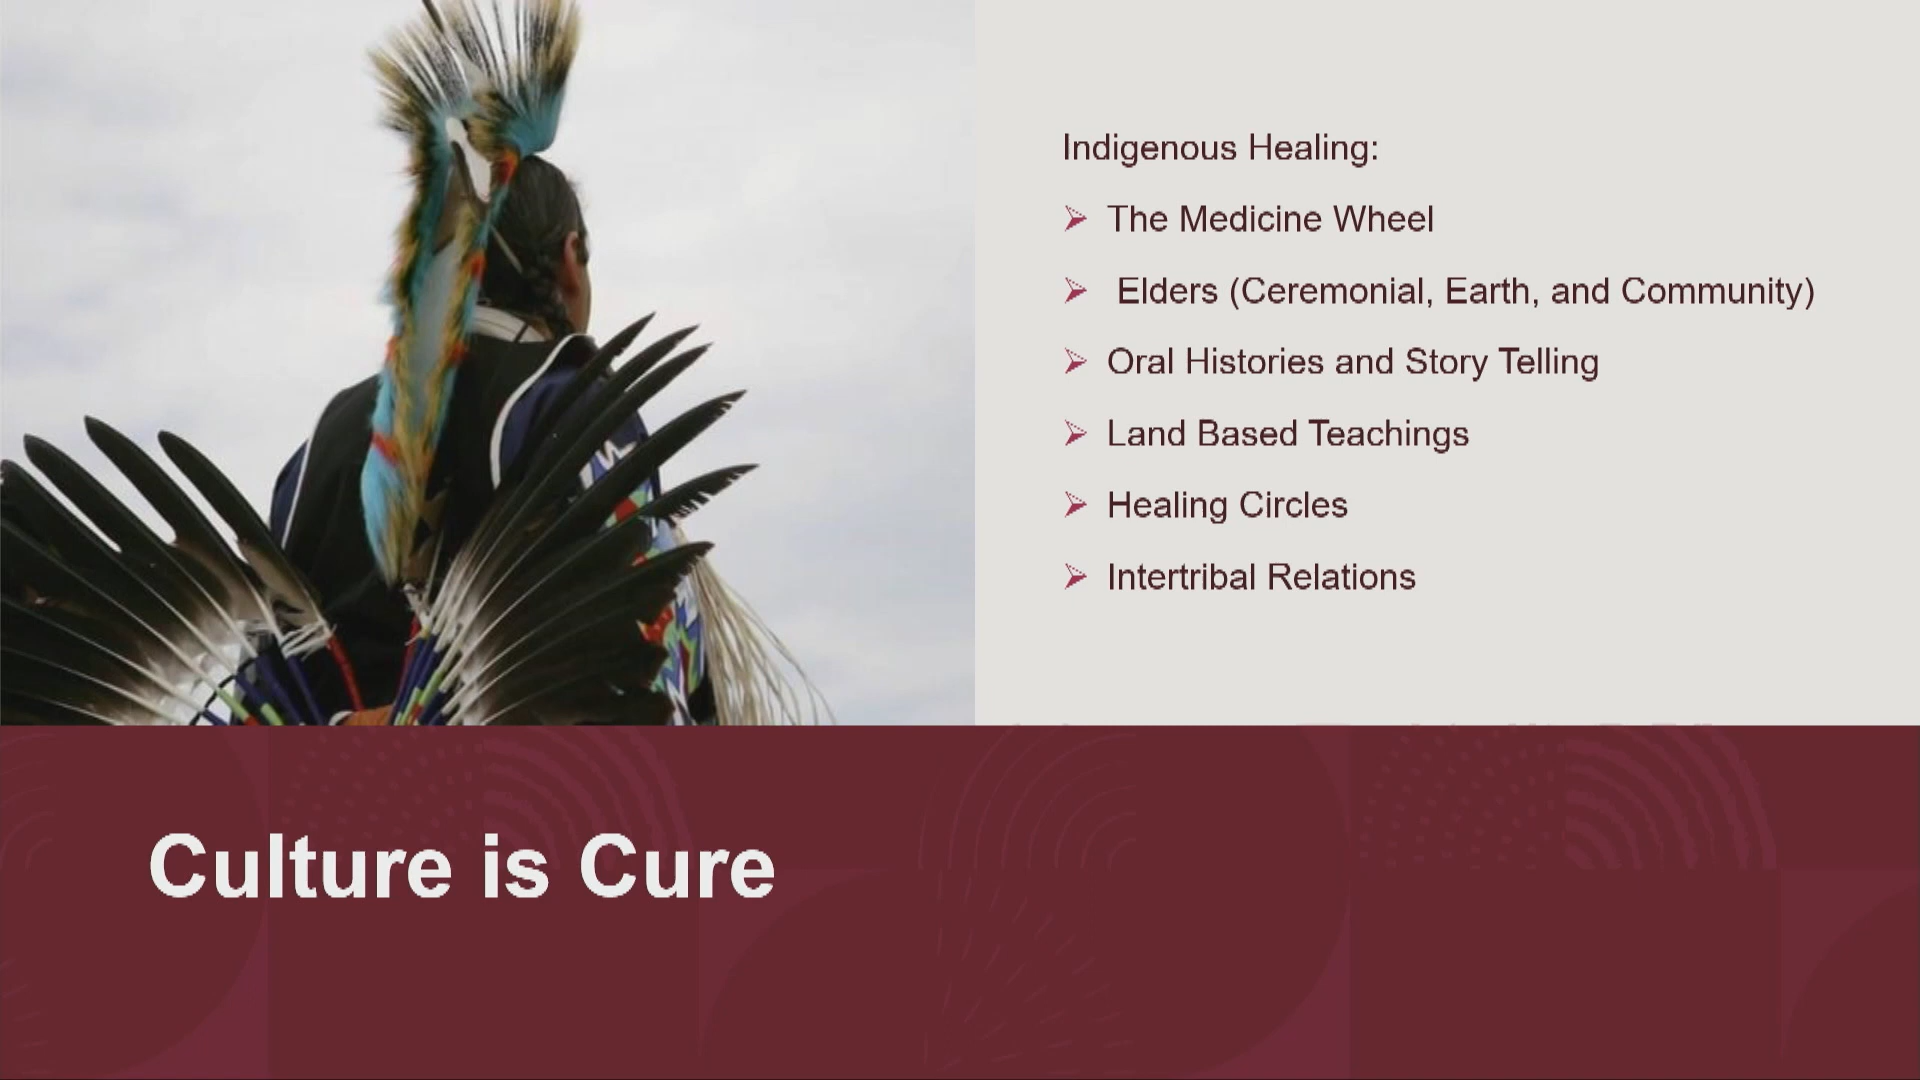 Indigenous Healing:
The Medicine Wheel
Elders (Ceremonial, Earth, and Community)
Oral Histories and Story Telling
Land Based Teachings
Healing Circles
Intertribal Relations
Culture is Cure